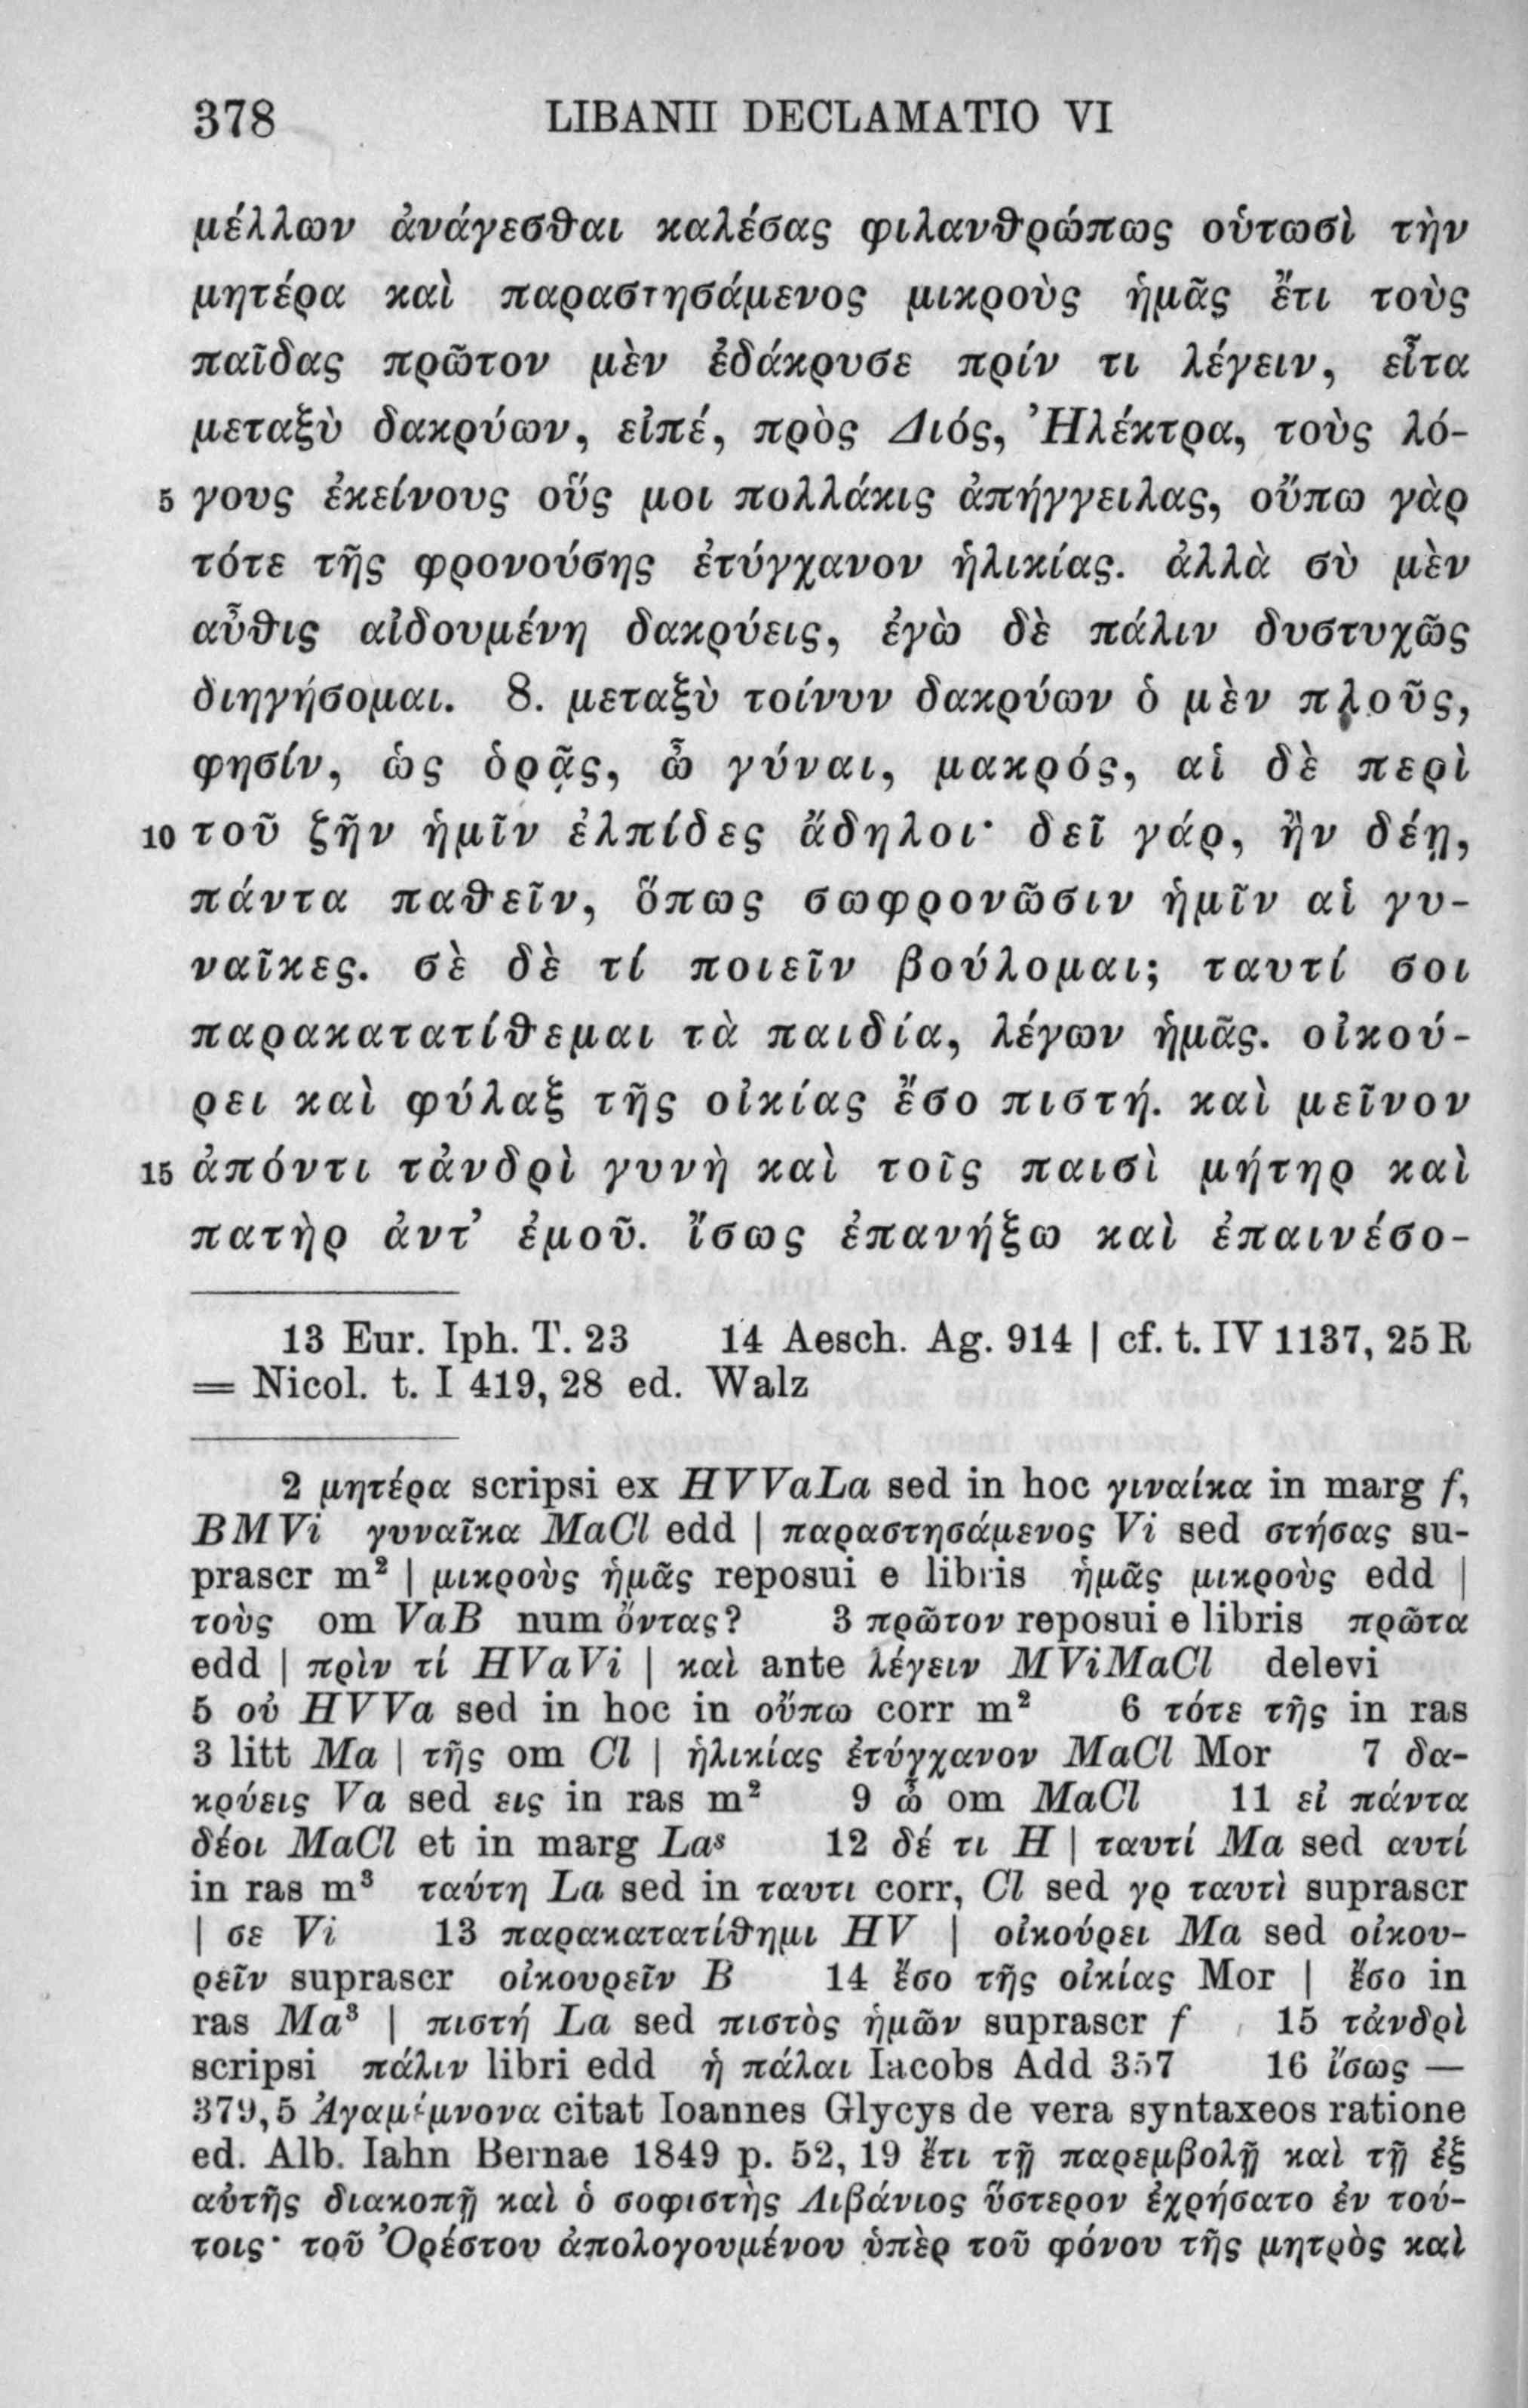 378 LIBANII DECLAMATIO VI
μέλλων ἀνάγεσθαι καλέσας φιλανθρώπως οὑτωσὶ τὴν
μητέρα καὶ παραστησάμενος μικροὺς ἡμᾶς ἔτι τοὺς
παῖδας πρῶτον μὲν ἐδάκρυσε πρίν τι λέγειν, εἶτα
μεταξὺ δακρύων, εἰπέ, πρὸς Διός, Ἠλέκτρα, τοὺς λό-
5 γους ἐκείνους οὕς μοι πολλάκις ἀπήγγειλας, οὔπω γὰρ
τότε τῆς φρονούσης ἐτύγχανον ἡλικίας. ἀλλὰ σὺ μὲν
αὖθις αἰδουμένη δακρύεις, ἐγὼ δὲ πάλιν δυστυχῶς
διηγήσομαι. 8. μεταξὺ τοίνυν δακρύων ὁ μὲν πλοῦς,
φησίν, ὡς ὁρᾷς, ὦ γύναι, μακρός, αἱ δὲ περὶ
10 τοῦ ζῆν ἡμῖν ἐλπίδες ἄδηλοι· δεῖ γάρ, ἢν δέῃ,
πάντα παθεῖν, ὅπως σωφρονῶσιν ἡμῖν αἱ γυ-
ναῖκες. σὲ δὲ τί ποιεῖν βούλομαι; ταυτί σοι
παρακατατίθεμαι τὰ παιδία, λέγων ἡμᾶς. οἰκού-
ρει καὶ φύλαξ τῆς οἰκίας ἔσο πιστή. καὶ μεῖνον
15 ἀπόντι τἀνδρὶ γυνὴ καὶ τοῖς παισὶ μήτηρ καὶ
πατὴρ ἀντ’ ἐμοῦ. ἴσως ἐπανήξω καὶ ἐπαινέσο-
13 Eur. Iph. T. 23 14 Aesch. Ag. 914 | cf. t. IV 1137, 25 R
= Nicol. t. I 419, 28 ed. Walz
2 μητέρα scripsi ex HVVaLa sed in hoc γιναίκα in marg f,
BMVi γυναῖκα MaCl edd | παραστησάμενος Vi sed στήσας su-
prascr m² | μικροὺς ἡμᾶς reposui e libris ἡμᾶς μικροὺς edd |
τοὺς om VaB num ὄντας? 3 πρῶτον reposui e libris πρῶτα
edd | πρὶν τί HVaVi | καὶ ante λέγειν MViMaCl delevi
5 οὐ HVVa sed in hoc in οὔπω corr m² 6 τότε τῆς in ras
3 litt Ma | τῆς om Cl | ἡλικίας ἐτύγχανον MaCl Mor 7 δα-
κρύεις Va sed εις in ras m² 9 ὦ om MaCl 11 εἰ πάντα
δέοι MaCl et in marg Laˢ 12 δέ τι H | ταυτί Ma sed αυτί
in ras m³ ταύτη La sed in ταυτι corr, Cl sed γρ ταυτὶ suprascr
| σε Vi 13 παρακατατίθημι HV | οἰκούρει Ma sed οἰκου-
ρεῖν suprascr οἰκουρεῖν B 14 ἔσο τῆς οἰκίας Mor | ἔσο in
ras Ma³ | πιστή La sed πιστὸς ἡμῶν suprascr f 15 τἀνδρὶ
scripsi πάλιν libri edd ἡ πάλαι Iacobs Add 357 16 ἴσως —
379, 5 Ἀγαμέμνονα citat Ioannes Glycys de vera syntaxeos ratione
ed. Alb. Iahn Bernae 1849 p. 52, 19 ἔτι τῇ παρεμβολῇ καὶ τῇ ἐξ
αὐτῆς διακοπῇ καὶ ὁ σοφιστὴς Λιβάνιος ὕστερον ἐχρήσατο ἐν τού-
τοις· τοῦ Ὀρέστου ἀπολογουμένου ὑπὲρ τοῦ φόνου τῆς μητρὸς καὶ